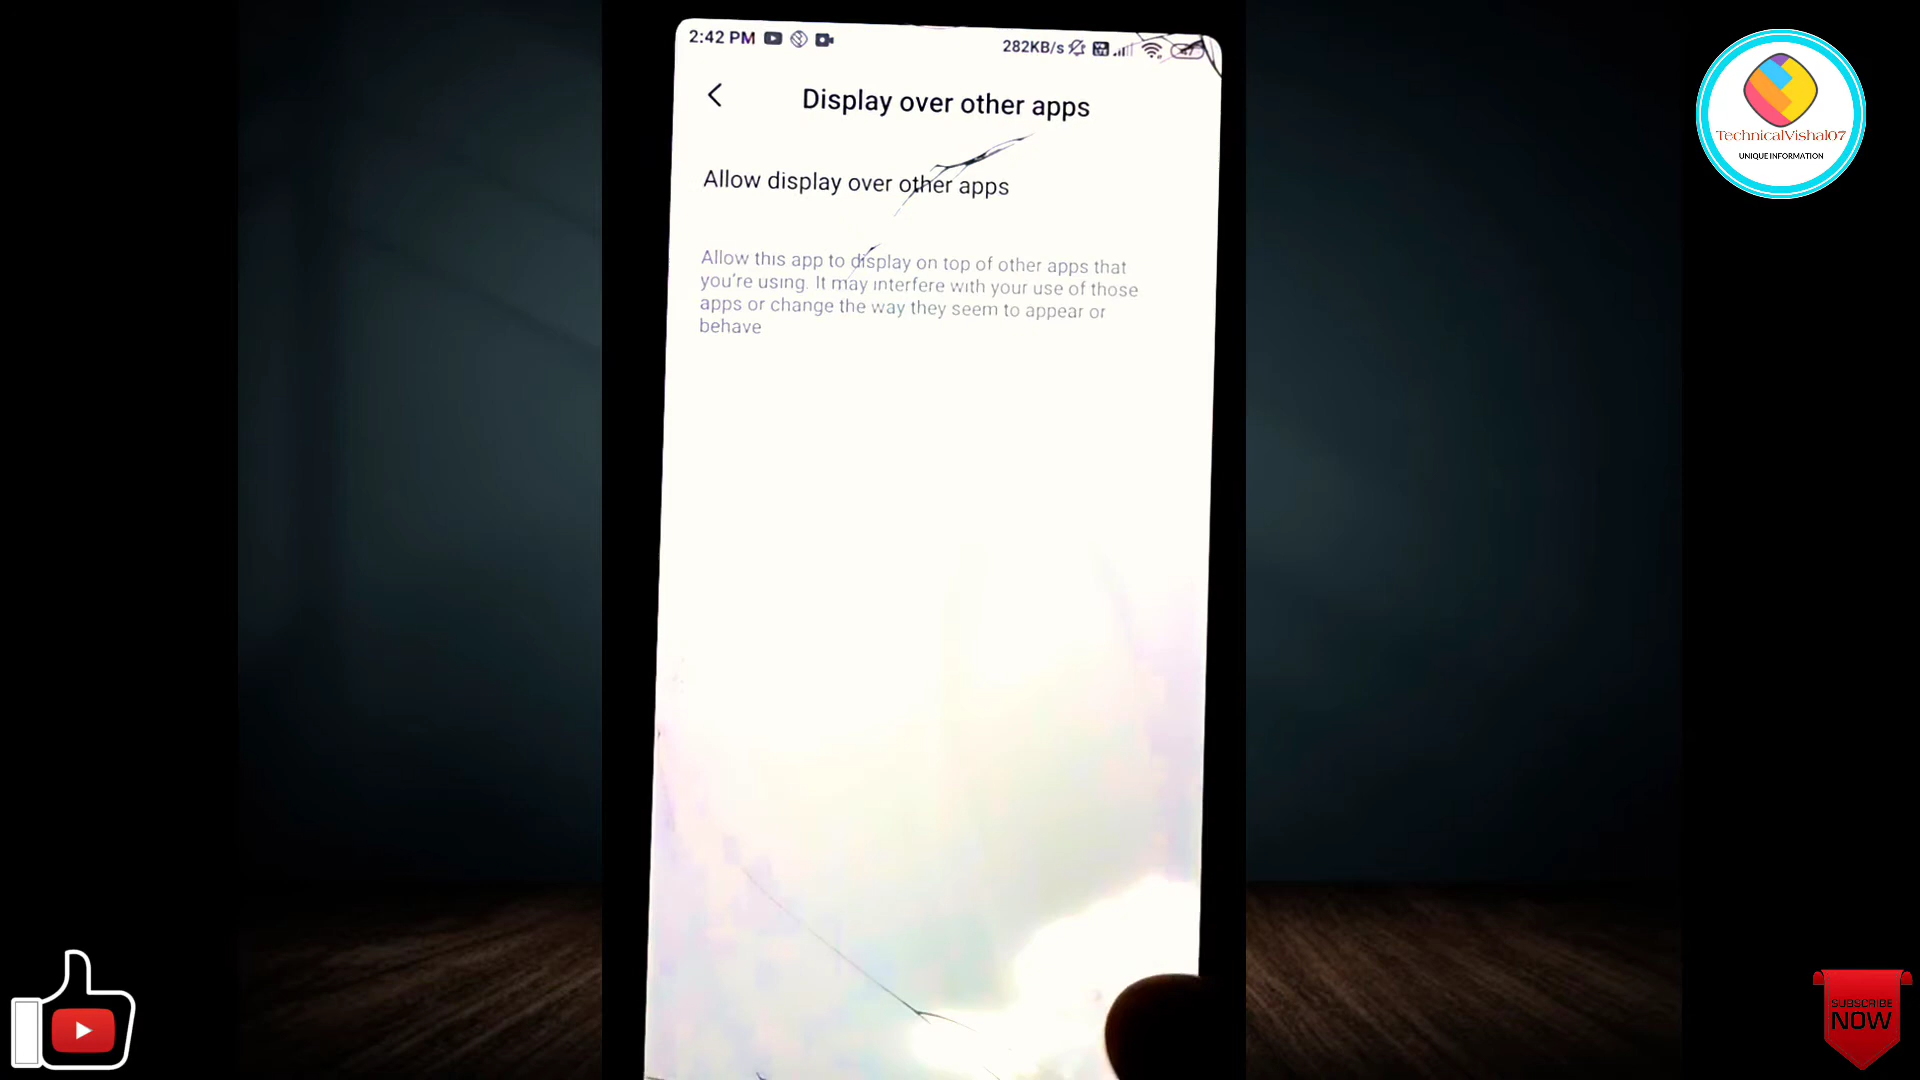 2:42 PM
282KB/s
Display over other apps
Allow display over other apps
Allow this app to display on top of other apps that
you're using. It may interfere with your use of those
apps or change the way they seem to appear or
behave
TechnicalVishal07
UNIQUE INFORMATION
SUBSCRIBE
NOW